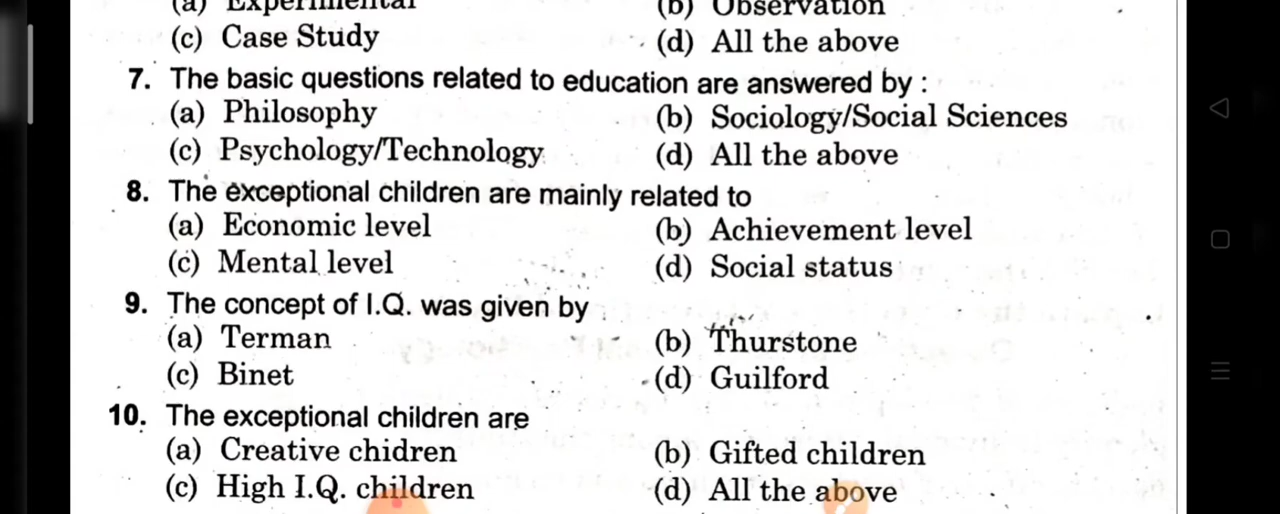 (a) Experimental (b) Observation
(c) Case Study (d) All the above
7. The basic questions related to education are answered by :
(a) Philosophy (b) Sociology/Social Sciences
(c) Psychology/Technology (d) All the above
8. The exceptional children are mainly related to
(a) Economic level (b) Achievement level
(c) Mental level (d) Social status
9. The concept of I.Q. was given by
(a) Terman (b) Thurstone
(c) Binet (d) Guilford
10. The exceptional children are
(a) Creative chidren (b) Gifted children
(c) High I.Q. children (d) All the above